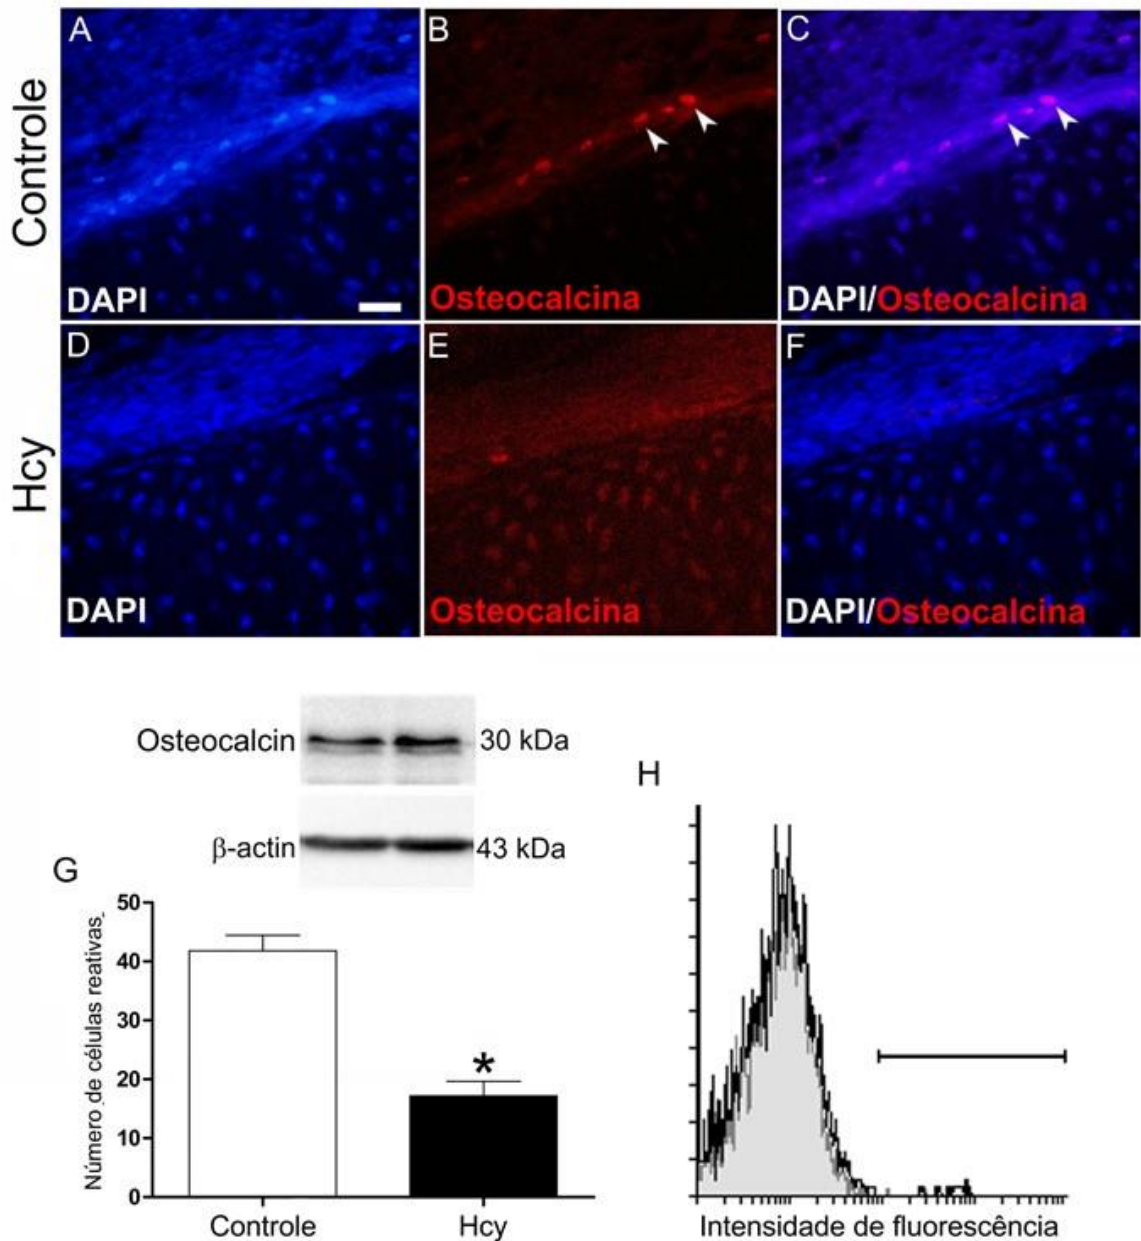 Controle
A
DAPI
B
Osteocalcina
C
DAPI/Osteocalcina
Hcy
D
DAPI
E
Osteocalcina
F
DAPI/Osteocalcina
Osteocalcin 30 kDa
β-actin 43 kDa
G
Número de células reativas
50
40
30
20
10
0
*
Controle Hcy
H
Intensidade de fluorescência